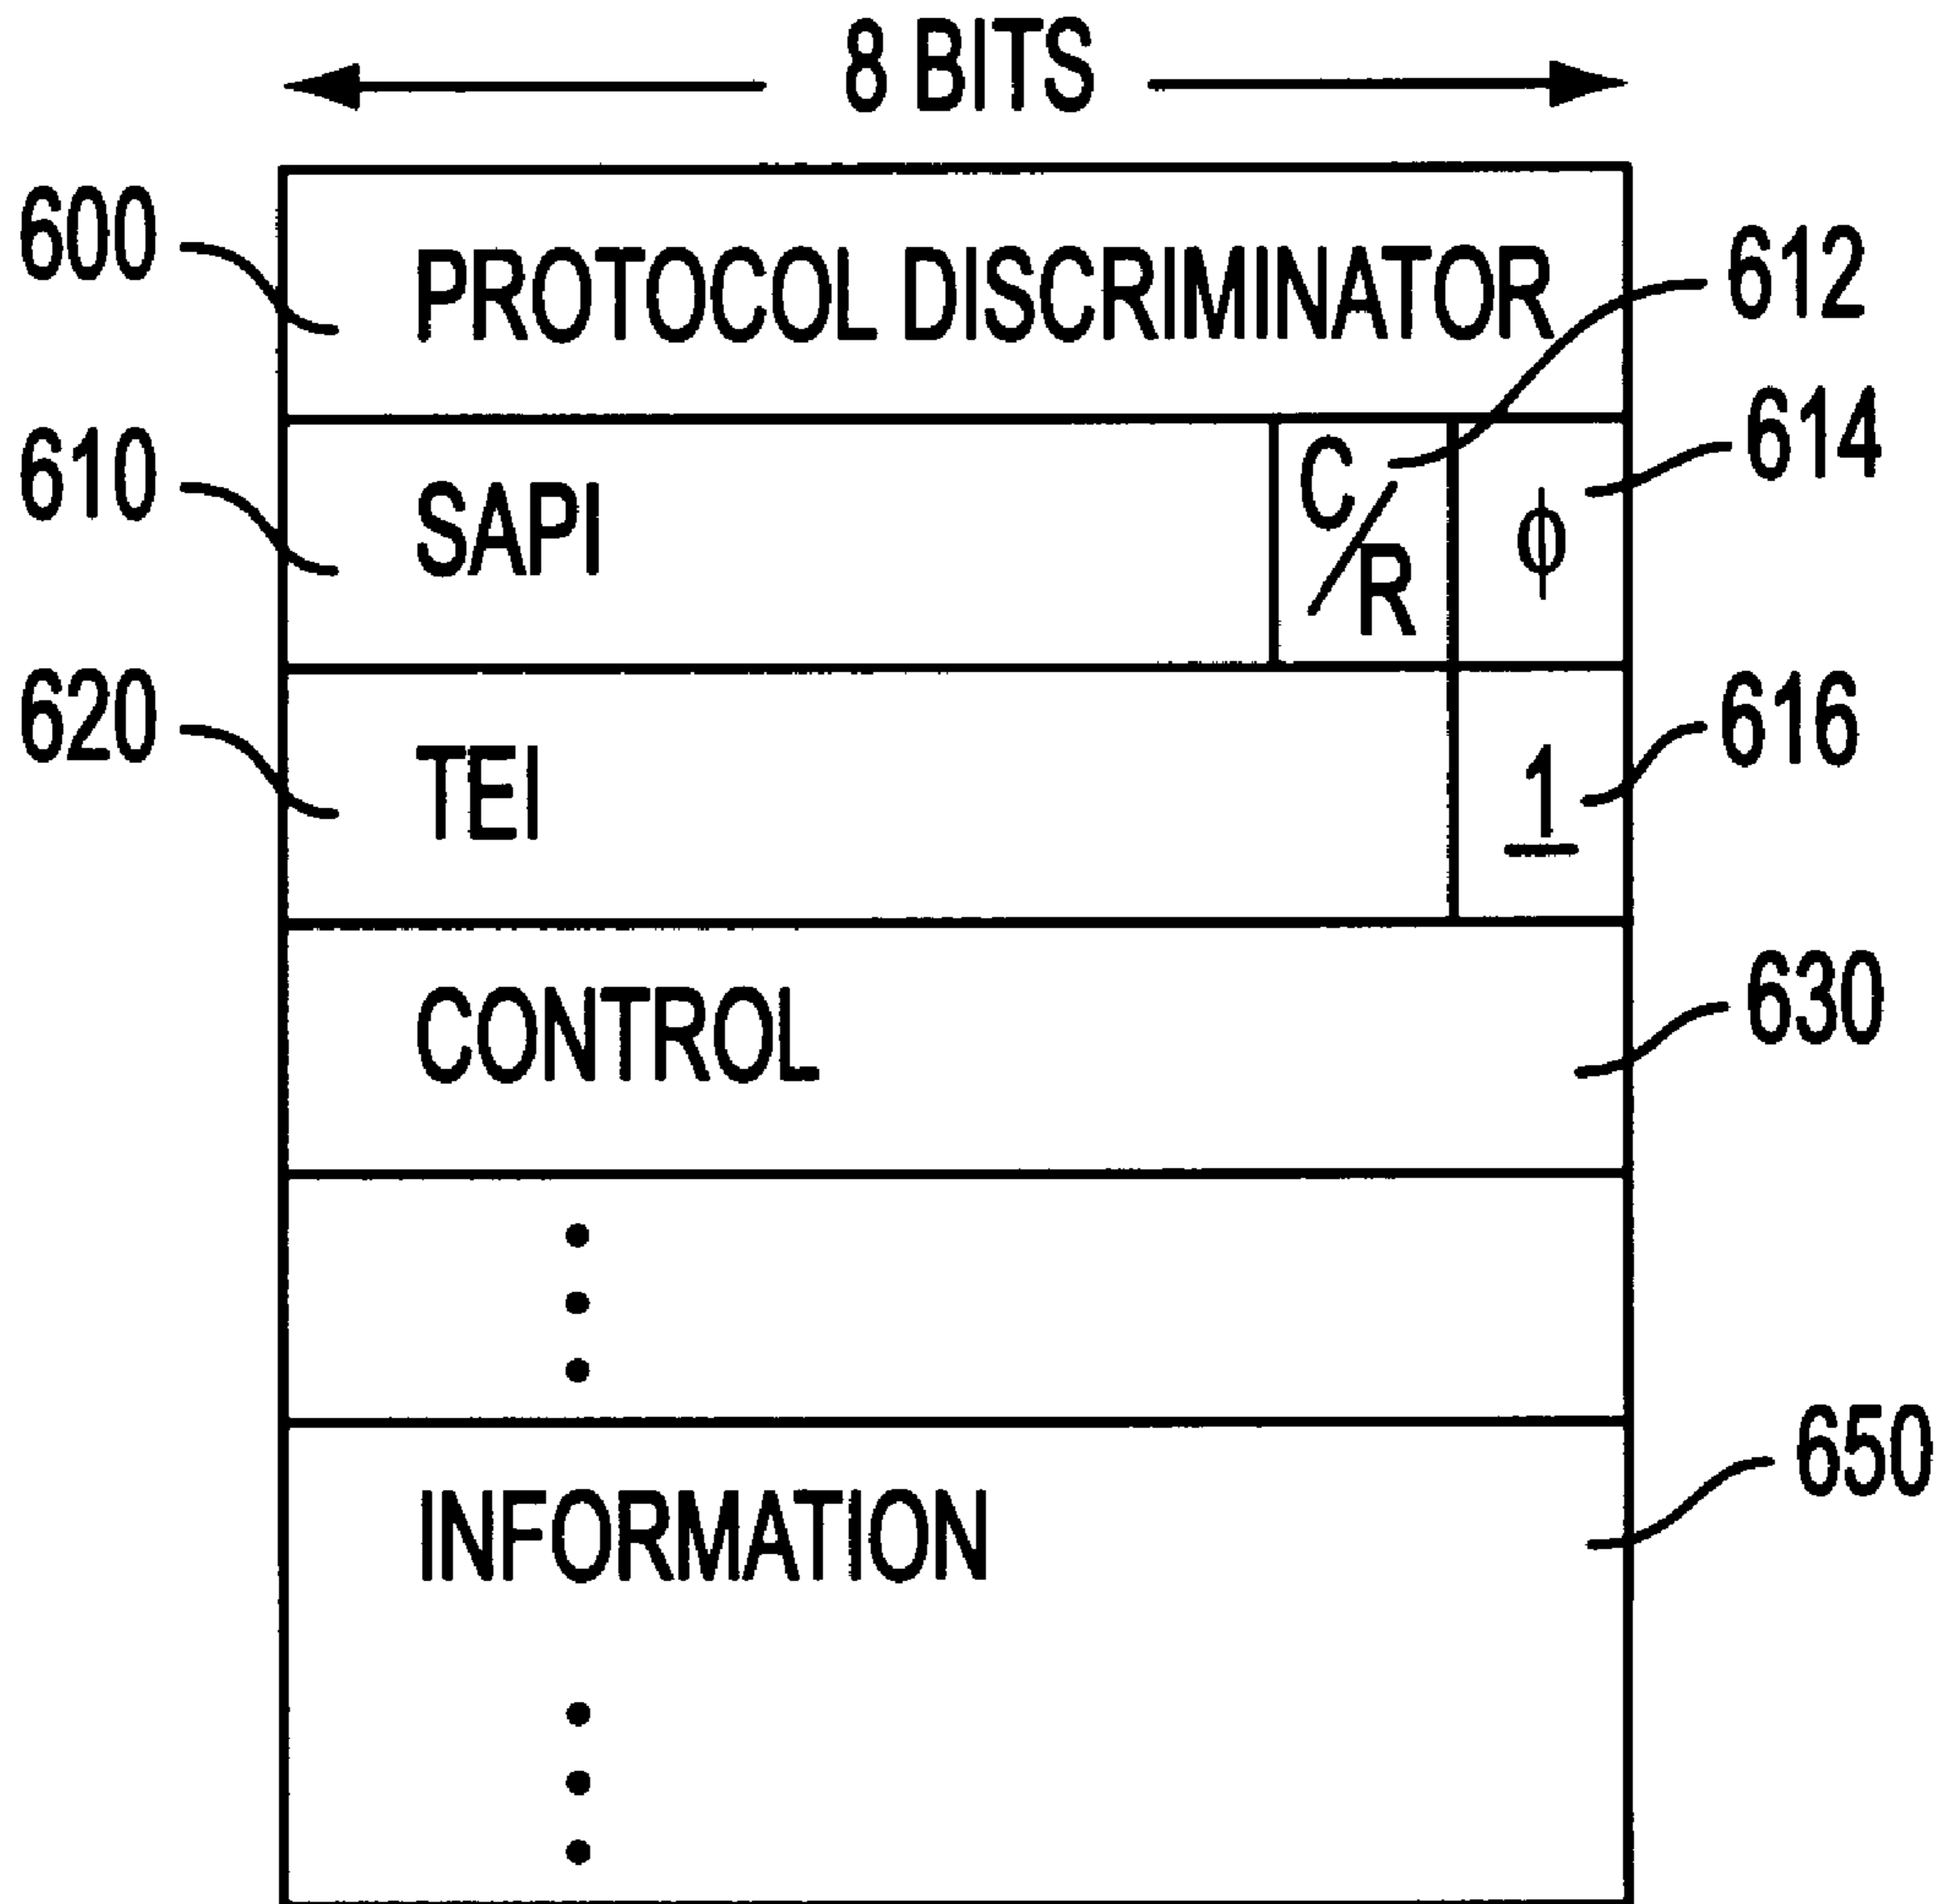 8 BITS
600 PROTOCOL DISCRIMINATOR 612
610 SAPI C/R ϕ 614
620 TEI 1 616
CONTROL 630
INFORMATION 650